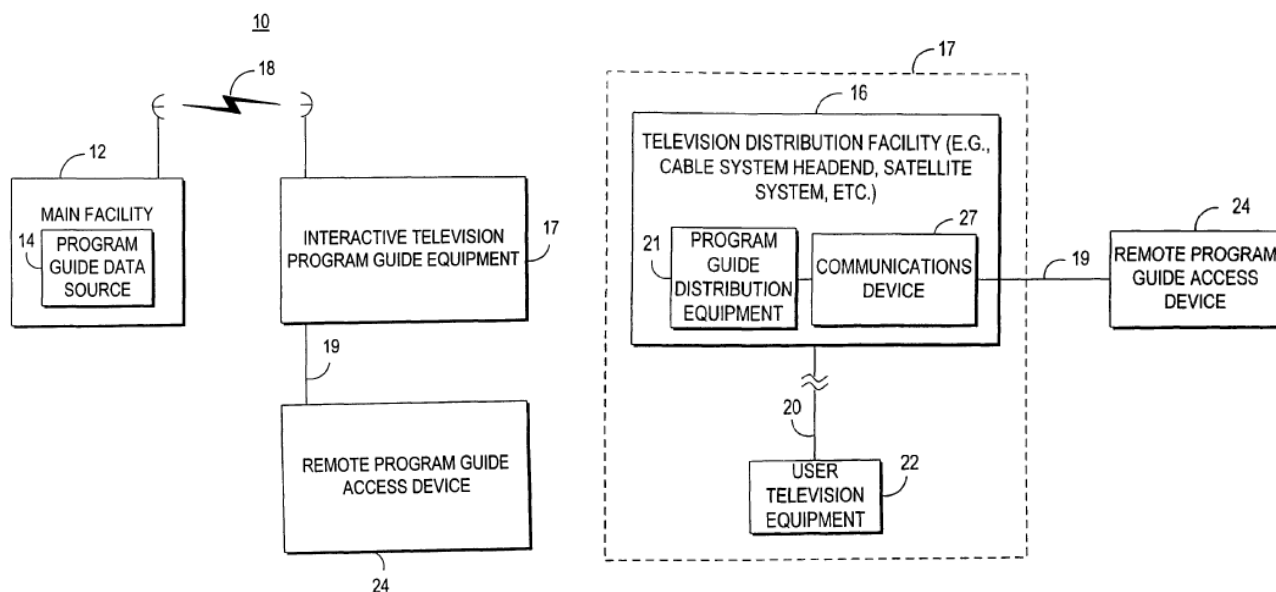 10
18
12
MAIN FACILITY
14
PROGRAM
GUIDE DATA
SOURCE
INTERACTIVE TELEVISION
PROGRAM GUIDE EQUIPMENT
17
19
REMOTE PROGRAM GUIDE
ACCESS DEVICE
24
17
16
TELEVISION DISTRIBUTION FACILITY (E.G.,
CABLE SYSTEM HEADEND, SATELLITE
SYSTEM, ETC.)
21
PROGRAM
GUIDE
DISTRIBUTION
EQUIPMENT
27
COMMUNICATIONS
DEVICE
19
24
REMOTE PROGRAM
GUIDE ACCESS
DEVICE
20
USER
TELEVISION
EQUIPMENT
22